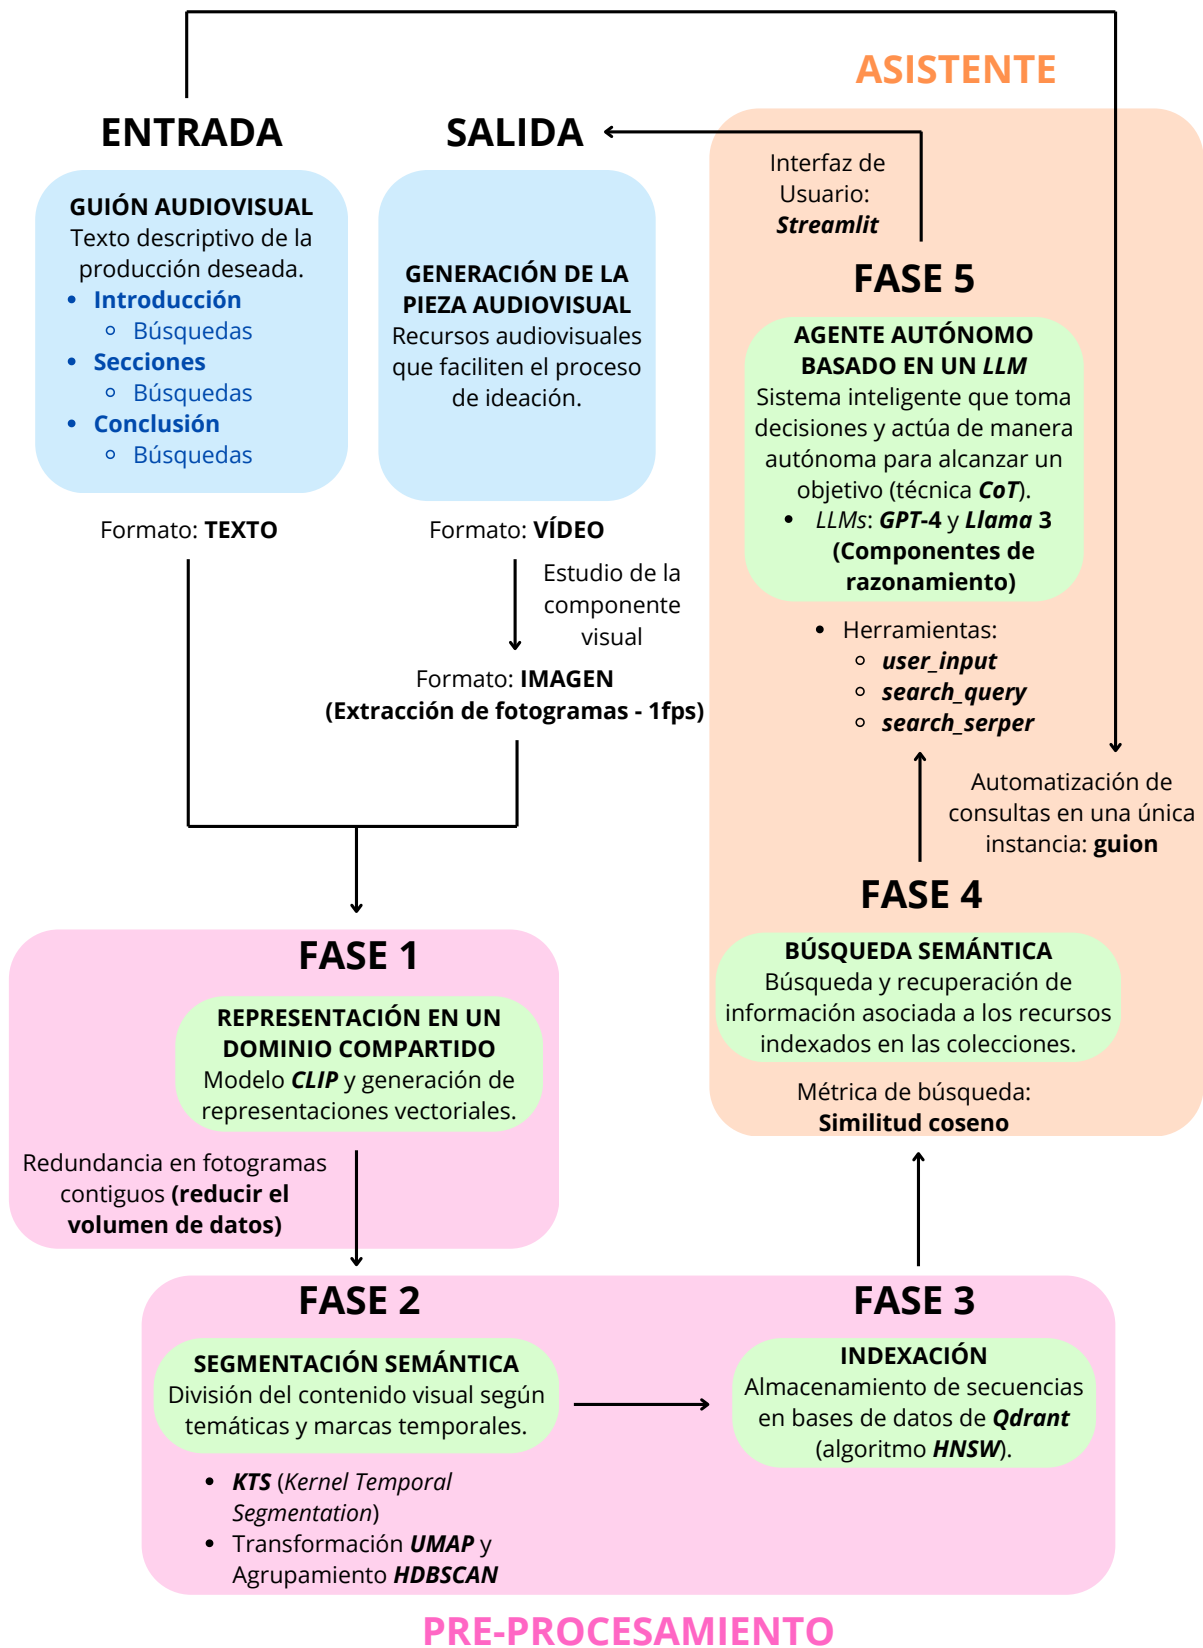 ASISTENTE
ENTRADA
GUIÓN AUDIOVISUAL
Texto descriptivo de la
producción deseada.
• Introducción
◦ Búsquedas
• Secciones
◦ Búsquedas
• Conclusión
◦ Búsquedas
Formato: TEXTO
SALIDA
GENERACIÓN DE LA
PIEZA AUDIOVISUAL
Recursos audiovisuales
que faciliten el proceso
de ideación.
Formato: VÍDEO
Estudio de la
componente
visual
Formato: IMAGEN
(Extracción de fotogramas - 1fps)
Interfaz de
Usuario:
Streamlit
FASE 5
AGENTE AUTÓNOMO
BASADO EN UN LLM
Sistema inteligente que toma
decisiones y actúa de manera
autónoma para alcanzar un
objetivo (técnica CoT).
• LLMs: GPT-4 y Llama 3
(Componentes de
razonamiento)
• Herramientas:
◦ user_input
◦ search_query
◦ search_serper
Automatización de
consultas en una única
instancia: guion
FASE 4
BÚSQUEDA SEMÁNTICA
Búsqueda y recuperación de
información asociada a los recursos
indexados en las colecciones.
Métrica de búsqueda:
Similitud coseno
FASE 1
REPRESENTACIÓN EN UN
DOMINIO COMPARTIDO
Modelo CLIP y generación de
representaciones vectoriales.
Redundancia en fotogramas
contiguos (reducir el
volumen de datos)
FASE 2
SEGMENTACIÓN SEMÁNTICA
División del contenido visual según
temáticas y marcas temporales.
• KTS (Kernel Temporal
Segmentation)
• Transformación UMAP y
Agrupamiento HDBSCAN
FASE 3
INDEXACIÓN
Almacenamiento de secuencias
en bases de datos de Qdrant
(algoritmo HNSW).
PRE-PROCESAMIENTO